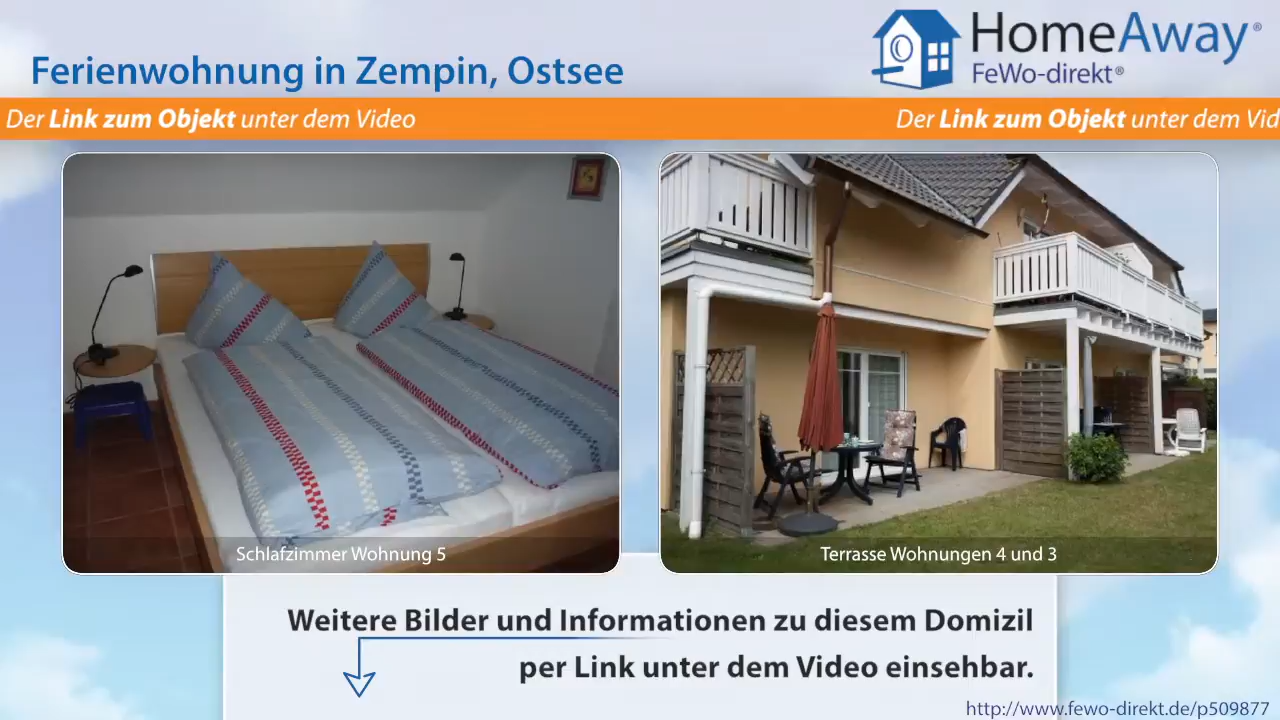 Ferienwohnung in Zempin, Ostsee
HomeAway®
FeWo-direkt®
Der Link zum Objekt unter dem Video
Der Link zum Objekt unter dem Vid
Schlafzimmer Wohnung 5
Terrasse Wohnungen 4 und 3
Weitere Bilder und Informationen zu diesem Domizil
per Link unter dem Video einsehbar.
http://www.fewo-direkt.de/p509877